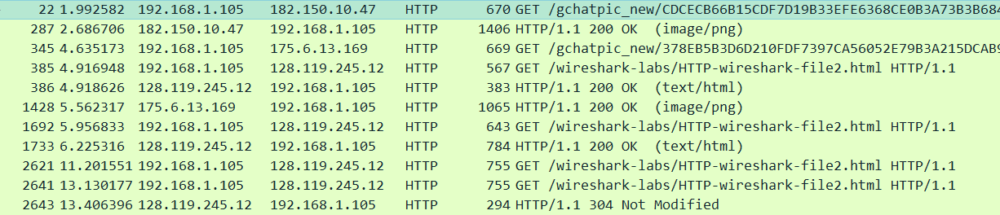 22 1.992582 192.168.1.105 182.150.10.47 HTTP 670 GET /gchatpic_new/CDCECB66B15CDF7D19B33EFE6368CE0B3A73B3B684
287 2.686706 182.150.10.47 192.168.1.105 HTTP 1406 HTTP/1.1 200 OK (image/png)
345 4.635173 192.168.1.105 175.6.13.169 HTTP 669 GET /gchatpic_new/378EB5B3D6D210FDF7397CA56052E79B3A215DCAB9
385 4.916948 192.168.1.105 128.119.245.12 HTTP 567 GET /wireshark-labs/HTTP-wireshark-file2.html HTTP/1.1
386 4.918626 128.119.245.12 192.168.1.105 HTTP 383 HTTP/1.1 200 OK (text/html)
1428 5.562317 175.6.13.169 192.168.1.105 HTTP 1065 HTTP/1.1 200 OK (image/png)
1692 5.956833 192.168.1.105 128.119.245.12 HTTP 643 GET /wireshark-labs/HTTP-wireshark-file2.html HTTP/1.1
1733 6.225316 128.119.245.12 192.168.1.105 HTTP 784 HTTP/1.1 200 OK (text/html)
2621 11.201551 192.168.1.105 128.119.245.12 HTTP 755 GET /wireshark-labs/HTTP-wireshark-file2.html HTTP/1.1
2641 13.130177 192.168.1.105 128.119.245.12 HTTP 755 GET /wireshark-labs/HTTP-wireshark-file2.html HTTP/1.1
2643 13.406396 128.119.245.12 192.168.1.105 HTTP 294 HTTP/1.1 304 Not Modified